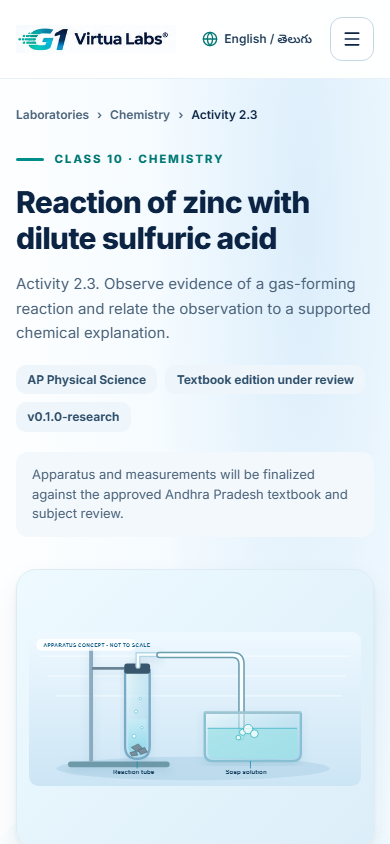 G1 Virtua Labs®
English / తెలుగు
Laboratories › Chemistry › Activity 2.3
CLASS 10 · CHEMISTRY
Reaction of zinc with
dilute sulfuric acid
Activity 2.3. Observe evidence of a gas-forming
reaction and relate the observation to a supported
chemical explanation.
AP Physical Science
Textbook edition under review
v0.1.0-research
Apparatus and measurements will be finalized
against the approved Andhra Pradesh textbook and
subject review.
APPARATUS CONCEPT • NOT TO SCALE
Reaction tube
Soap solution